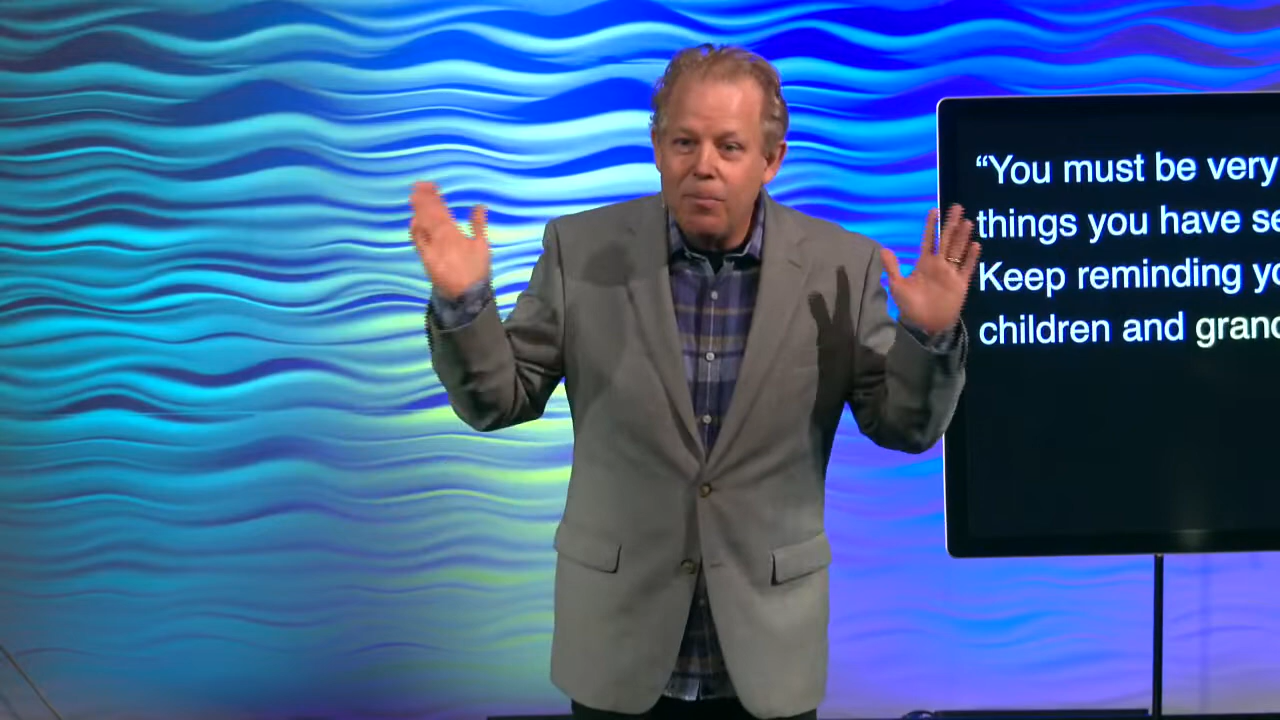 “You must be very
things you have se
Keep reminding yo
children and grand